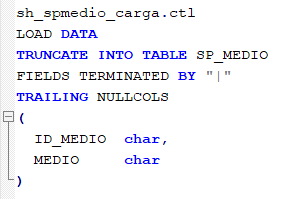 sh_spmedio_carga.ctl
LOAD DATA
TRUNCATE INTO TABLE SP_MEDIO
FIELDS TERMINATED BY "|"
TRAILING NULLCOLS
(
ID_MEDIO char,
MEDIO char
)